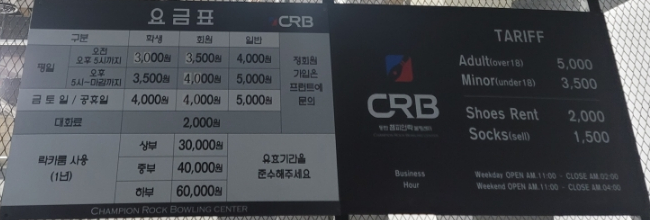 요금표
CRB
구분 학생 회원 일반
평일 오전 오후 5시까지 3,000원 3,500원 4,000원
오후 5시~마감까지 3,500원 4,000원 5,000원
금 토 일 / 공휴일 4,000원 4,000원 5,000원
정회원
가입은
프런트에
문의
대화료 2,000원
락카룸 사용
(1년)
상부 30,000원
중부 40,000원
하부 60,000원
유효기간을
준수해주세요
CHAMPION ROCK BOWLING CENTER
CRB
TARIFF
Adult(over18) 5,000
Minor(under18) 3,500
Shoes Rent 2,000
Socks(sell) 1,500
Business
Hour
Weekday OPEN AM.11:00 - CLOSE AM.02:00
Weekend OPEN AM.11:00 - CLOSE AM.04:00